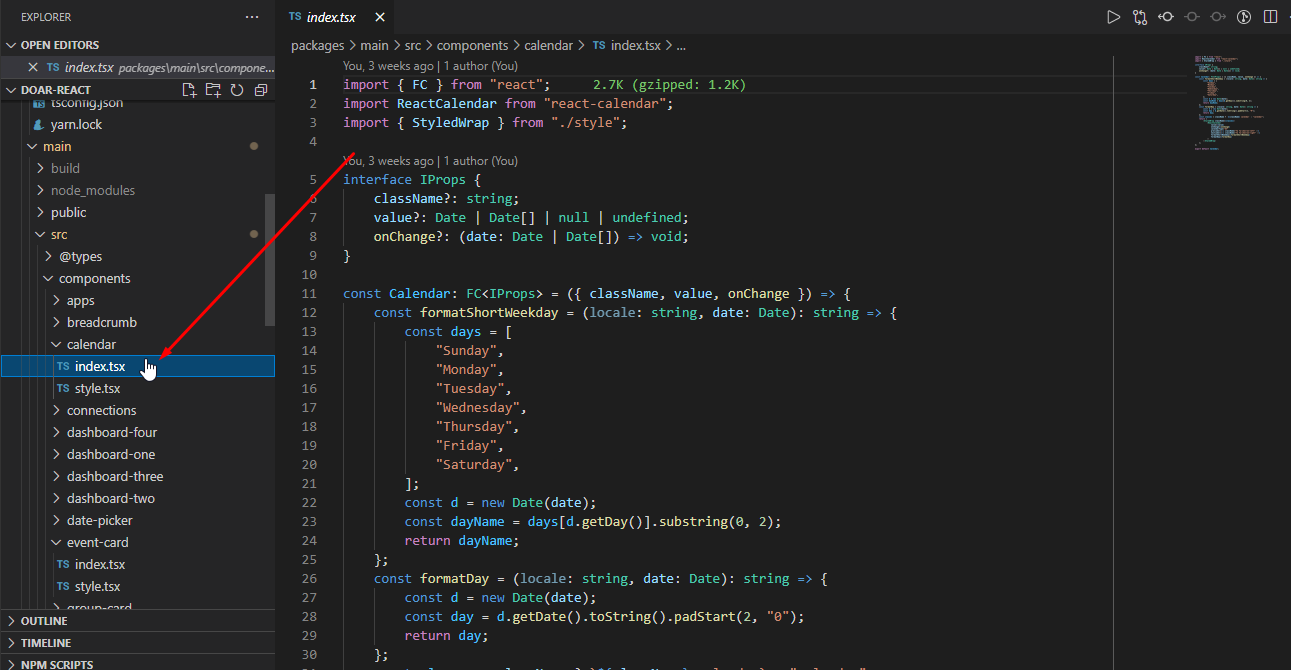 EXPLORER
OPEN EDITORS
TS index.tsx packages\main\src\compone...
DOAR-REACT
tsconfig.json
yarn.lock
main
build
node_modules
public
src
@types
components
apps
breadcrumb
calendar
TS index.tsx
TS style.tsx
connections
dashboard-four
dashboard-one
dashboard-three
dashboard-two
date-picker
event-card
TS index.tsx
TS style.tsx
group-card
OUTLINE
TIMELINE
NPM SCRIPTS
TS index.tsx
packages > main > src > components > calendar > TS index.tsx > ...
You, 3 weeks ago | 1 author (You)
1 import { FC } from "react"; 2.7K (gzipped: 1.2K)
2 import ReactCalendar from "react-calendar";
3 import { StyledWrap } from "./style";
4
You, 3 weeks ago | 1 author (You)
5 interface IProps {
6 className?: string;
7 value?: Date | Date[] | null | undefined;
8 onChange?: (date: Date | Date[]) => void;
9 }
10
11 const Calendar: FC<IProps> = ({ className, value, onChange }) => {
12 const formatShortWeekday = (locale: string, date: Date): string => {
13 const days = [
14 "Sunday",
15 "Monday",
16 "Tuesday",
17 "Wednesday",
18 "Thursday",
19 "Friday",
20 "Saturday",
21 ];
22 const d = new Date(date);
23 const dayName = days[d.getDay()].substring(0, 2);
24 return dayName;
25 };
26 const formatDay = (locale: string, date: Date): string => {
27 const d = new Date(date);
28 const day = d.getDate().toString().padStart(2, "0");
29 return day;
30 };